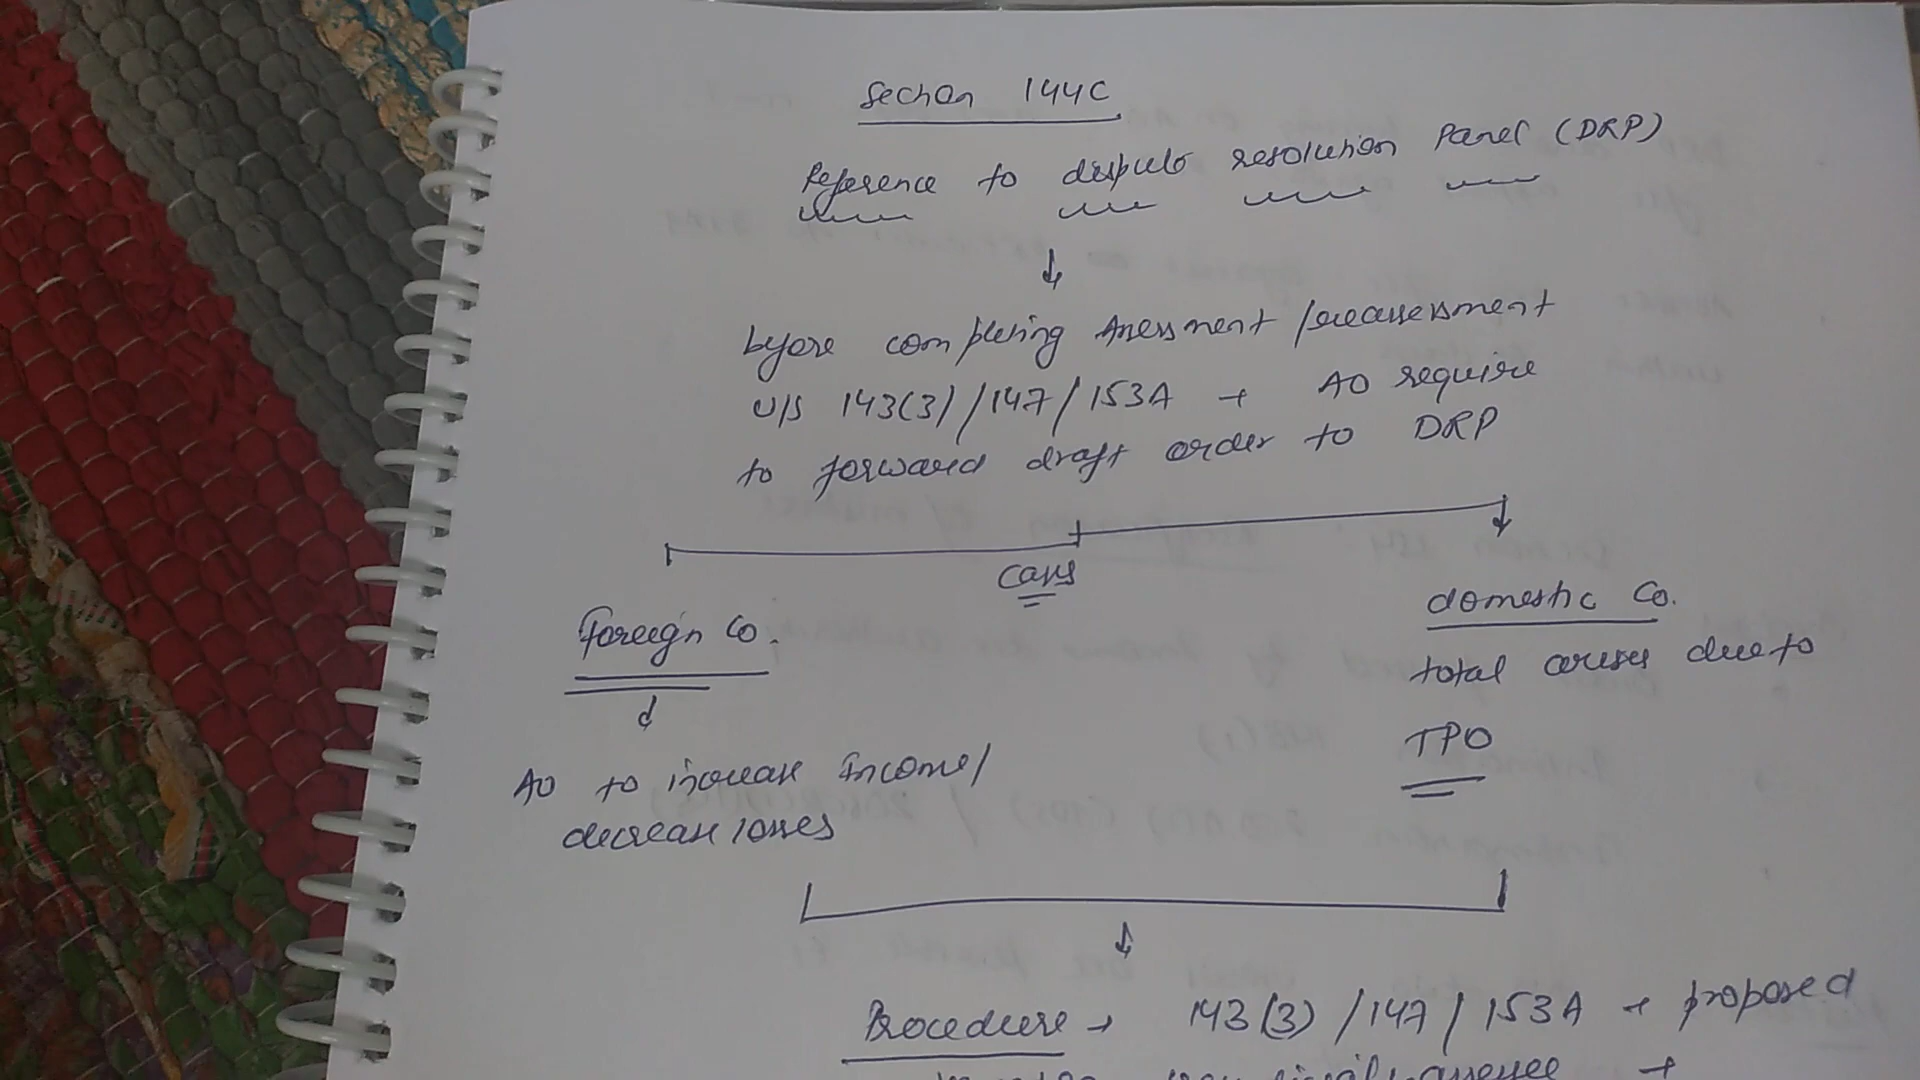 Section 144C
Reference to dispute resolution Panel (DRP)
before completing Assessment / reassessment
U/S 143(3) / 147 / 153A → AO require
to forward draft order to DRP
Cases
foreign Co.
domestic Co.
total arises due to
TPO
AO to increase Income /
decrease losses
Procedure → 143(3) / 147 / 153A → proposed